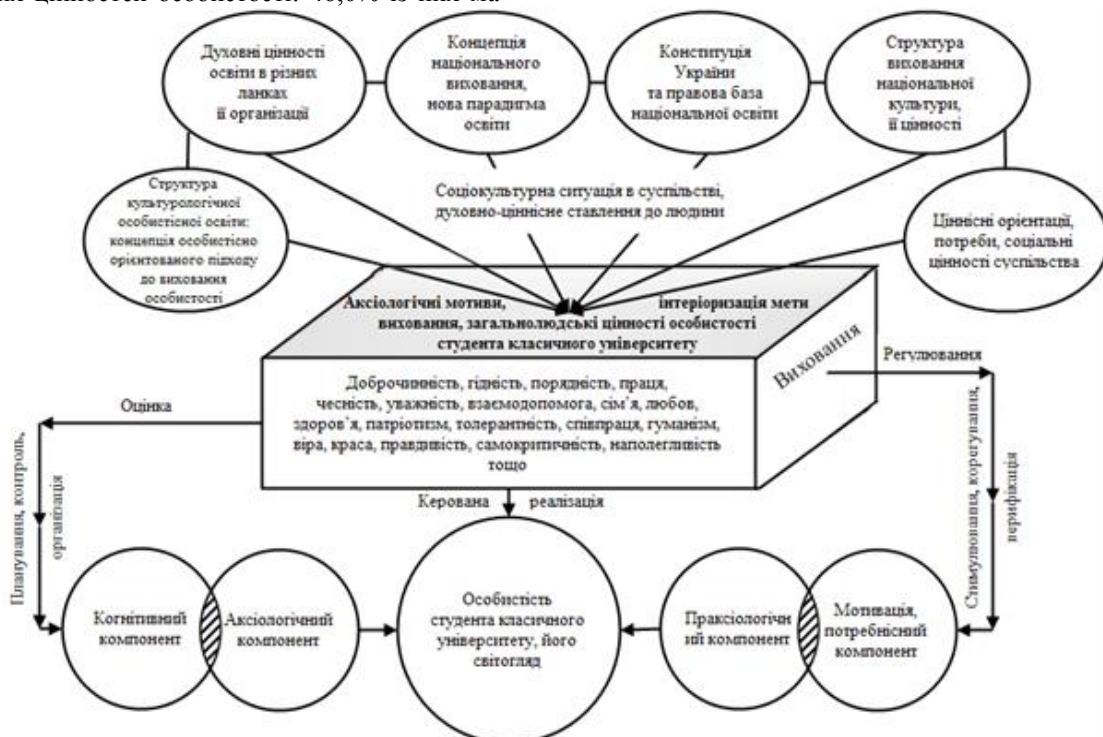 цінностей особистості.
Духовні цінності
освіти в різних
ланках
її організації
Концепція
національного
виховання,
нова парадигма
освіти
Конституція
України
та правова база
національної освіти
Структура
виховання
національної
культури,
її цінності
Структура
культурологічної
особистісної освіти:
концепція особистісно
орієнтованого підходу
до виховання
особистості
Соціокультурна ситуація в суспільстві,
духовно-ціннісне ставлення до людини
Ціннісні орієнтації,
потреби, соціальні
цінності суспільства
Аксіологічні мотиви, інтеріоризація мети
виховання, загальнолюдські цінності особистості
студента класичного університету
Виховання
Регулювання
Доброчинність, гідність, порядність, праця,
чесність, уважність, взаємодопомога, сім'я, любов,
здоров'я, патріотизм, толерантність, співпраця, гуманізм,
віра, краса, правдивість, самокритичність, наполегливість
тощо
Оцінка
Планування, контроль,
організація
Керована реалізація
Стимулювання, корегування,
верифікація
Когнітивний
компонент
Аксіологічний
компонент
Особистість
студента класичного
університету, його
світогляд
Праксіологічн
ий компонент
Мотивація,
потребнісний
компонент